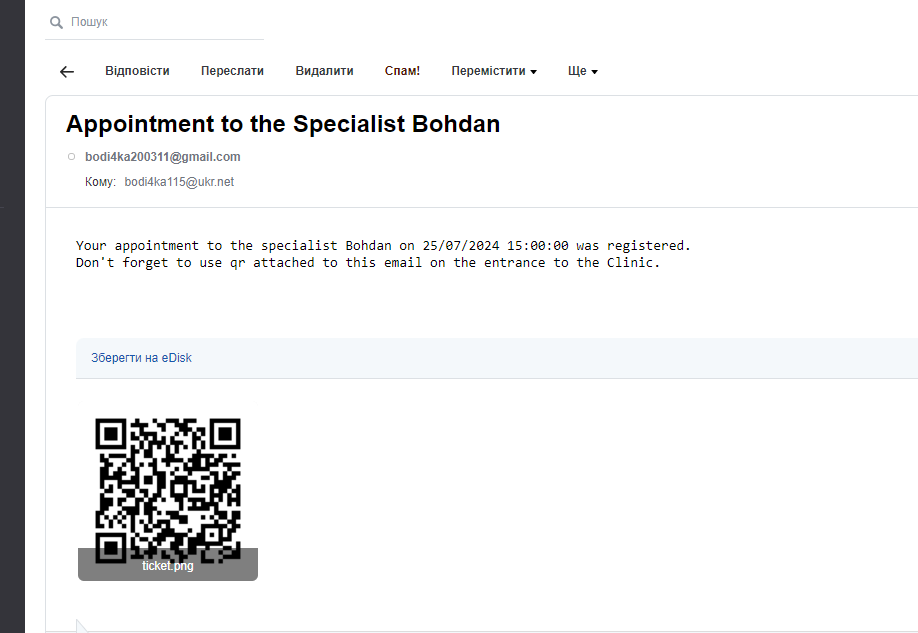 Пошук
Відповісти Переслати Видалити Спам! Перемістити Ще
Appointment to the Specialist Bohdan
bodi4ka200311@gmail.com
Кому: bodi4ka115@ukr.net
Your appointment to the specialist Bohdan on 25/07/2024 15:00:00 was registered.
Don't forget to use qr attached to this email on the entrance to the Clinic.
Зберегти на eDisk
ticket.png